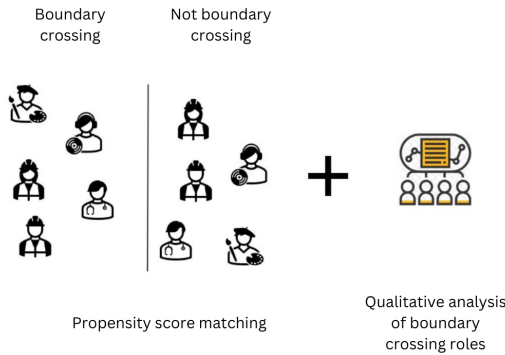 Boundary
crossing
Not boundary
crossing
Propensity score matching
Qualitative analysis
of boundary
crossing roles